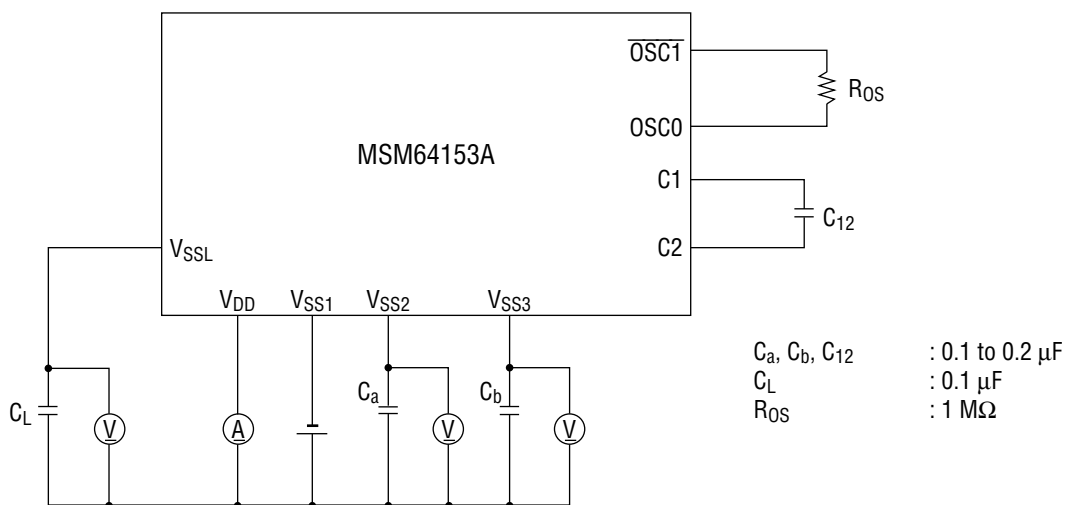 OSC1
R_OS
OSC0
MSM64153A
C1
C_12
C2
V_SSL
V_DD
V_SS1
V_SS2
V_SS3
C_a, C_b, C_12 : 0.1 to 0.2 μF
C_L : 0.1 μF
R_OS : 1 MΩ
C_a
C_b
C_L
V
A
V
V